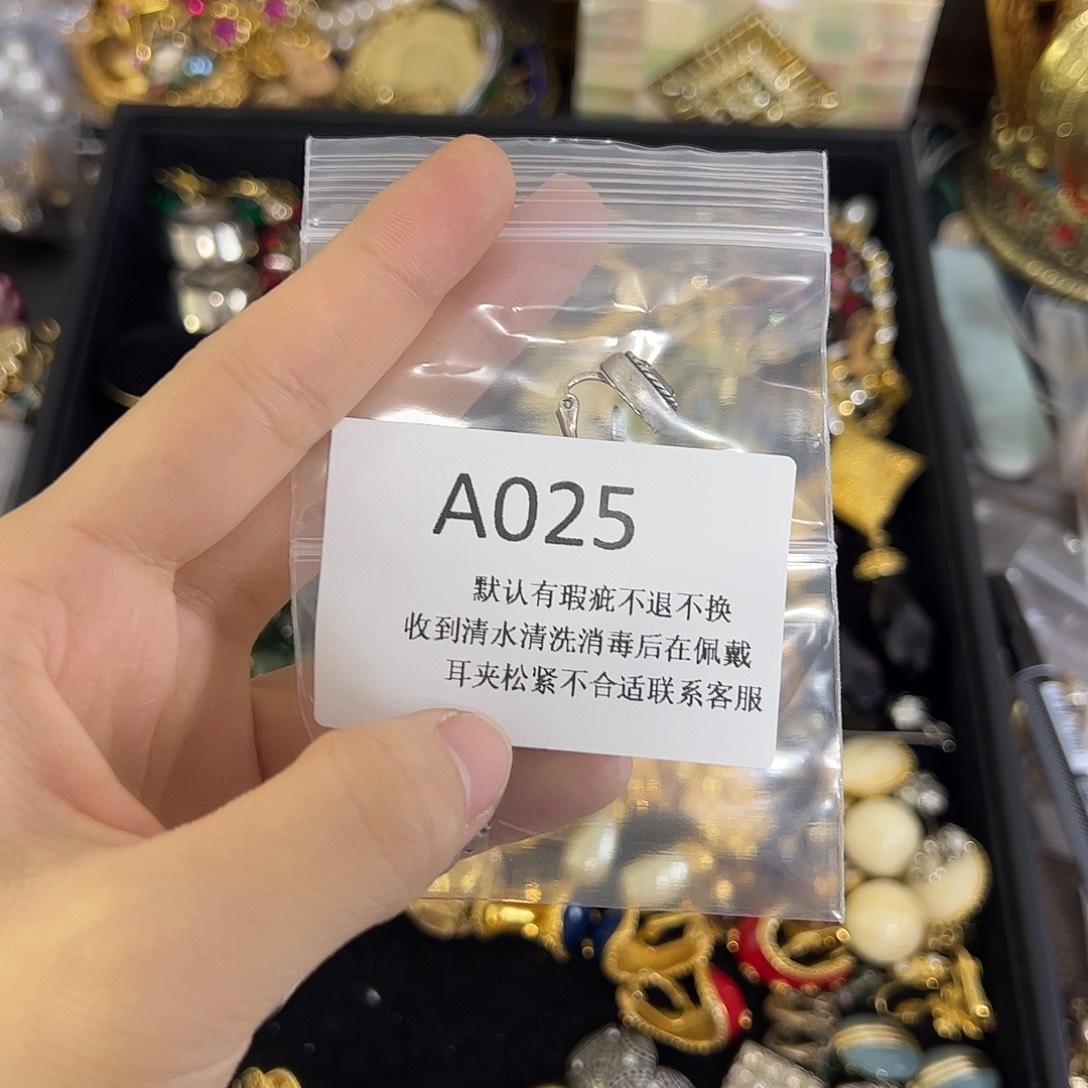 A025
默认有瑕疵不退不换
收到清水清洗消毒后在佩戴
耳夹松紧不合适联系客服